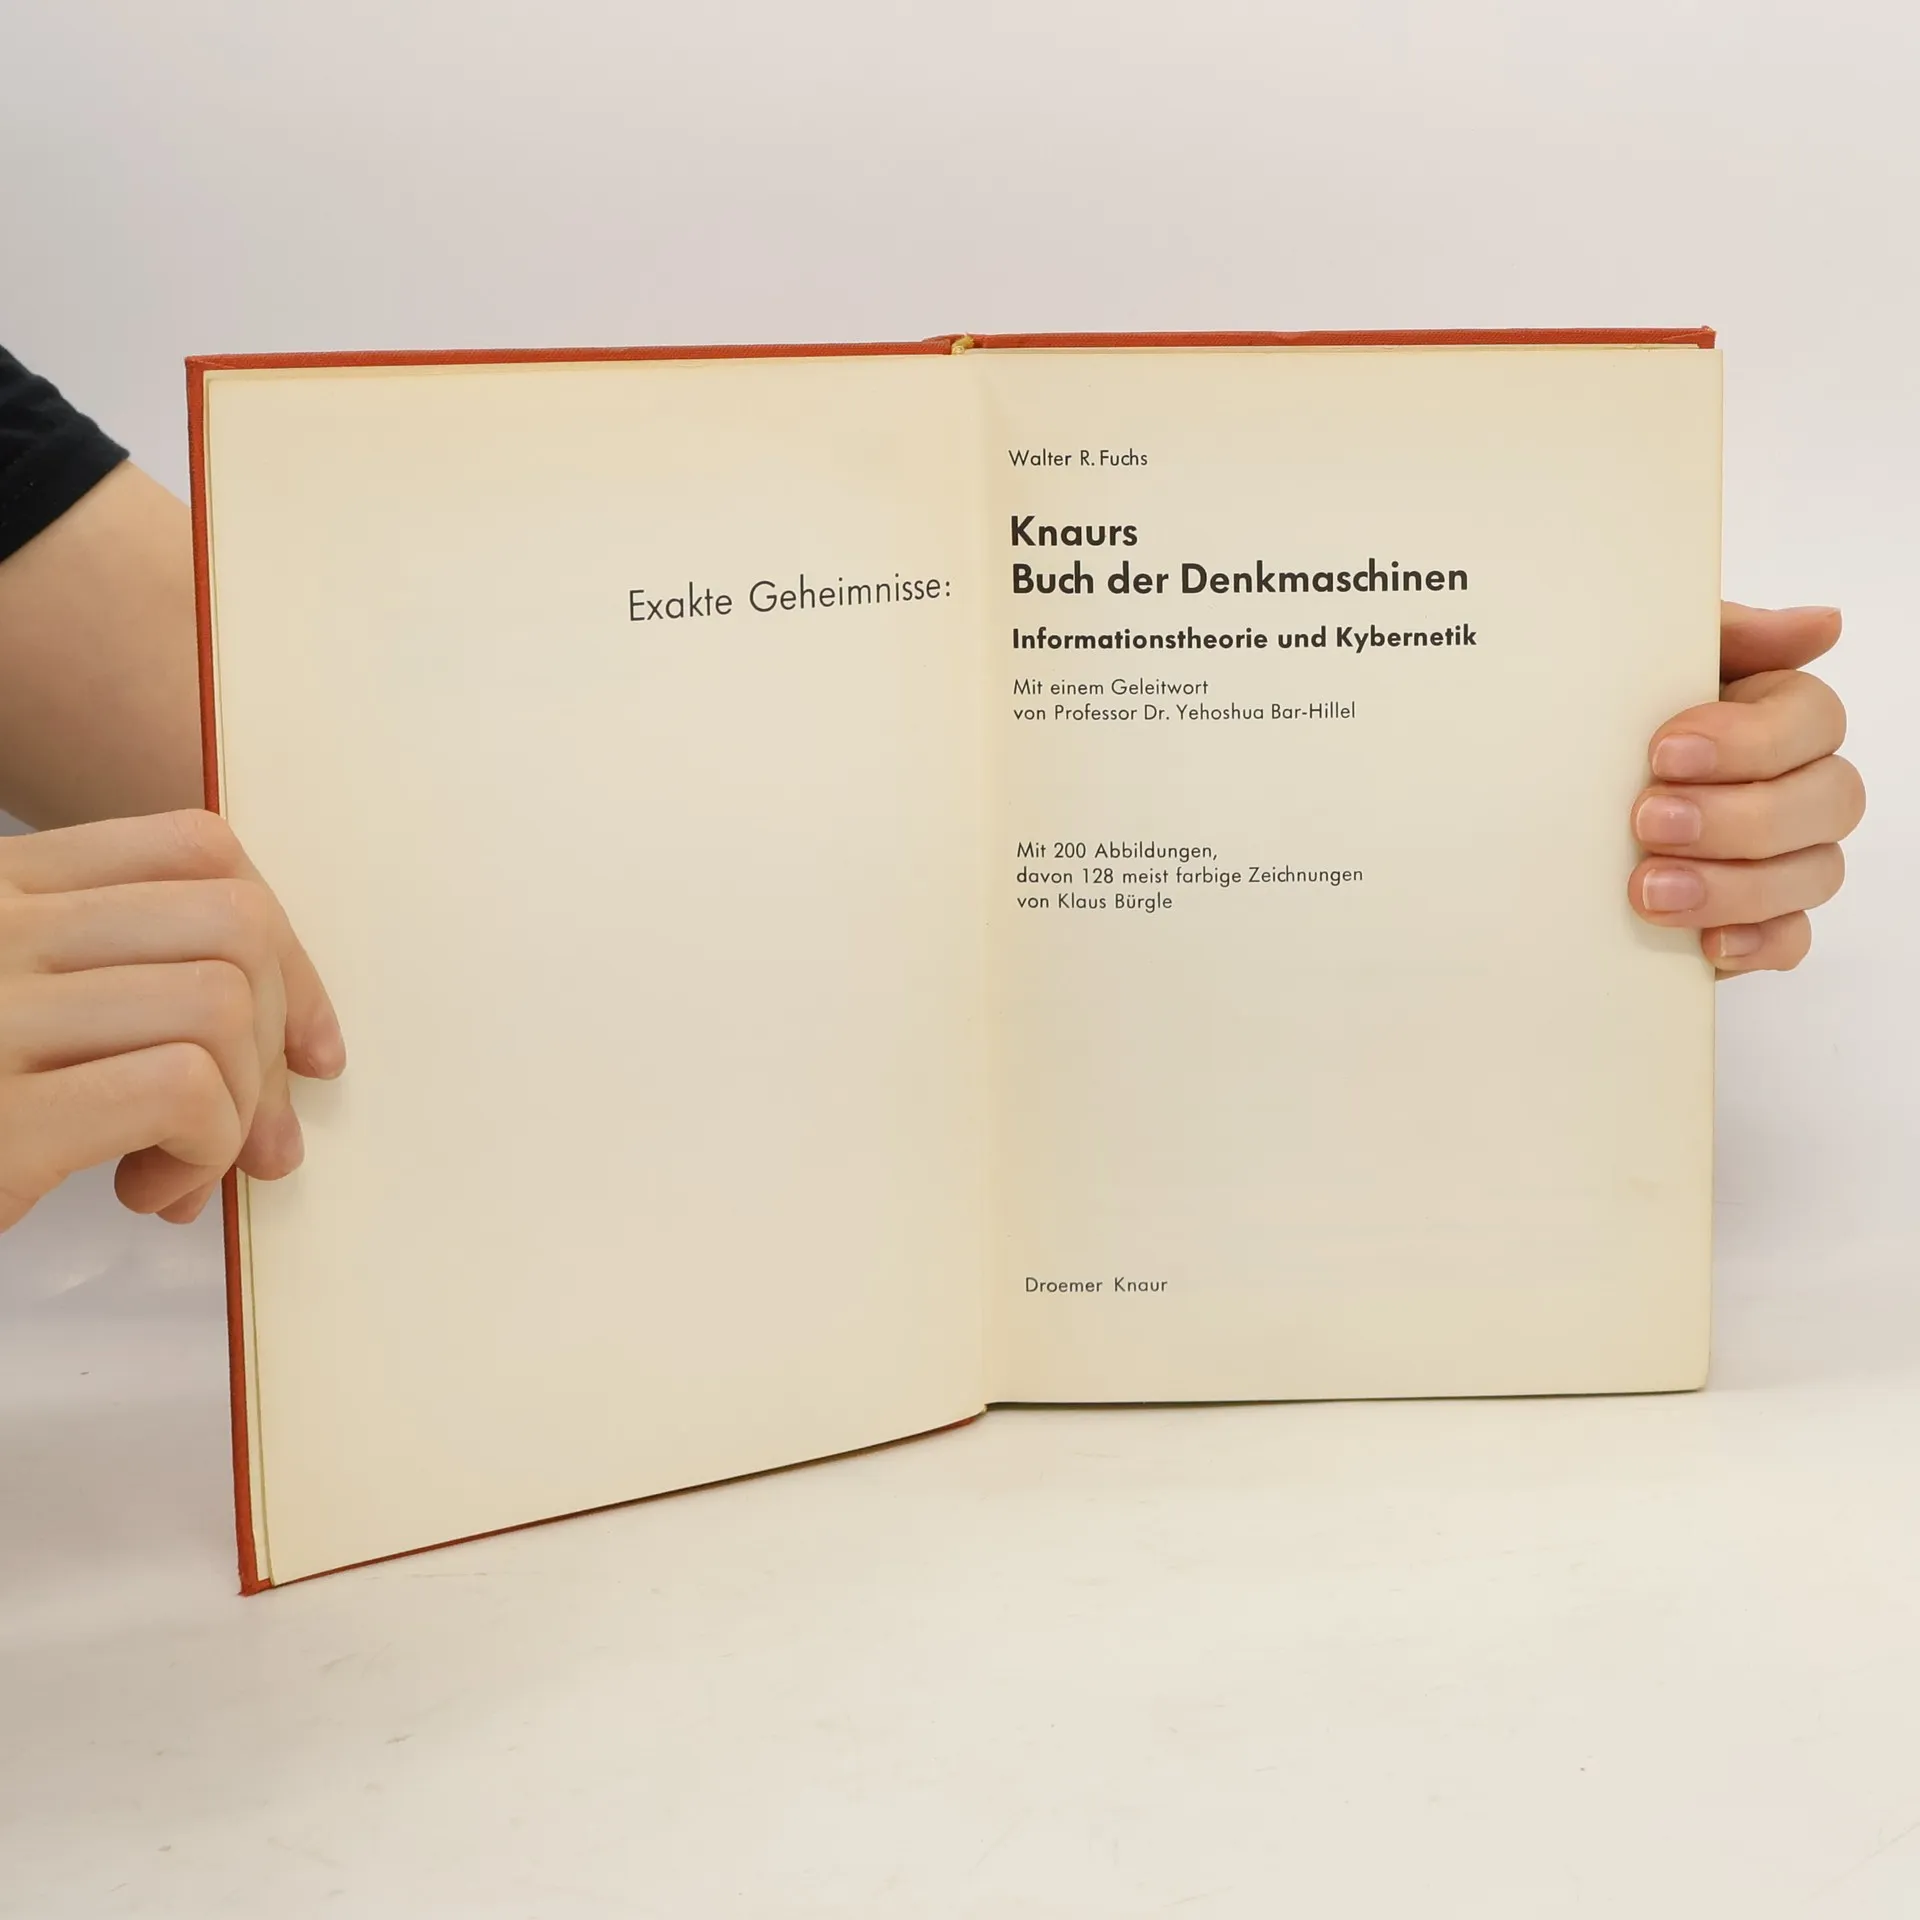 Exakte Geheimnisse:
Walter R. Fuchs
Knaurs
Buch der Denkmaschinen
Informationstheorie und Kybernetik
Mit einem Geleitwort
von Professor Dr. Yehoshua Bar-Hillel
Mit 200 Abbildungen,
davon 128 meist farbige Zeichnungen
von Klaus Bürgle
Droemer Knaur